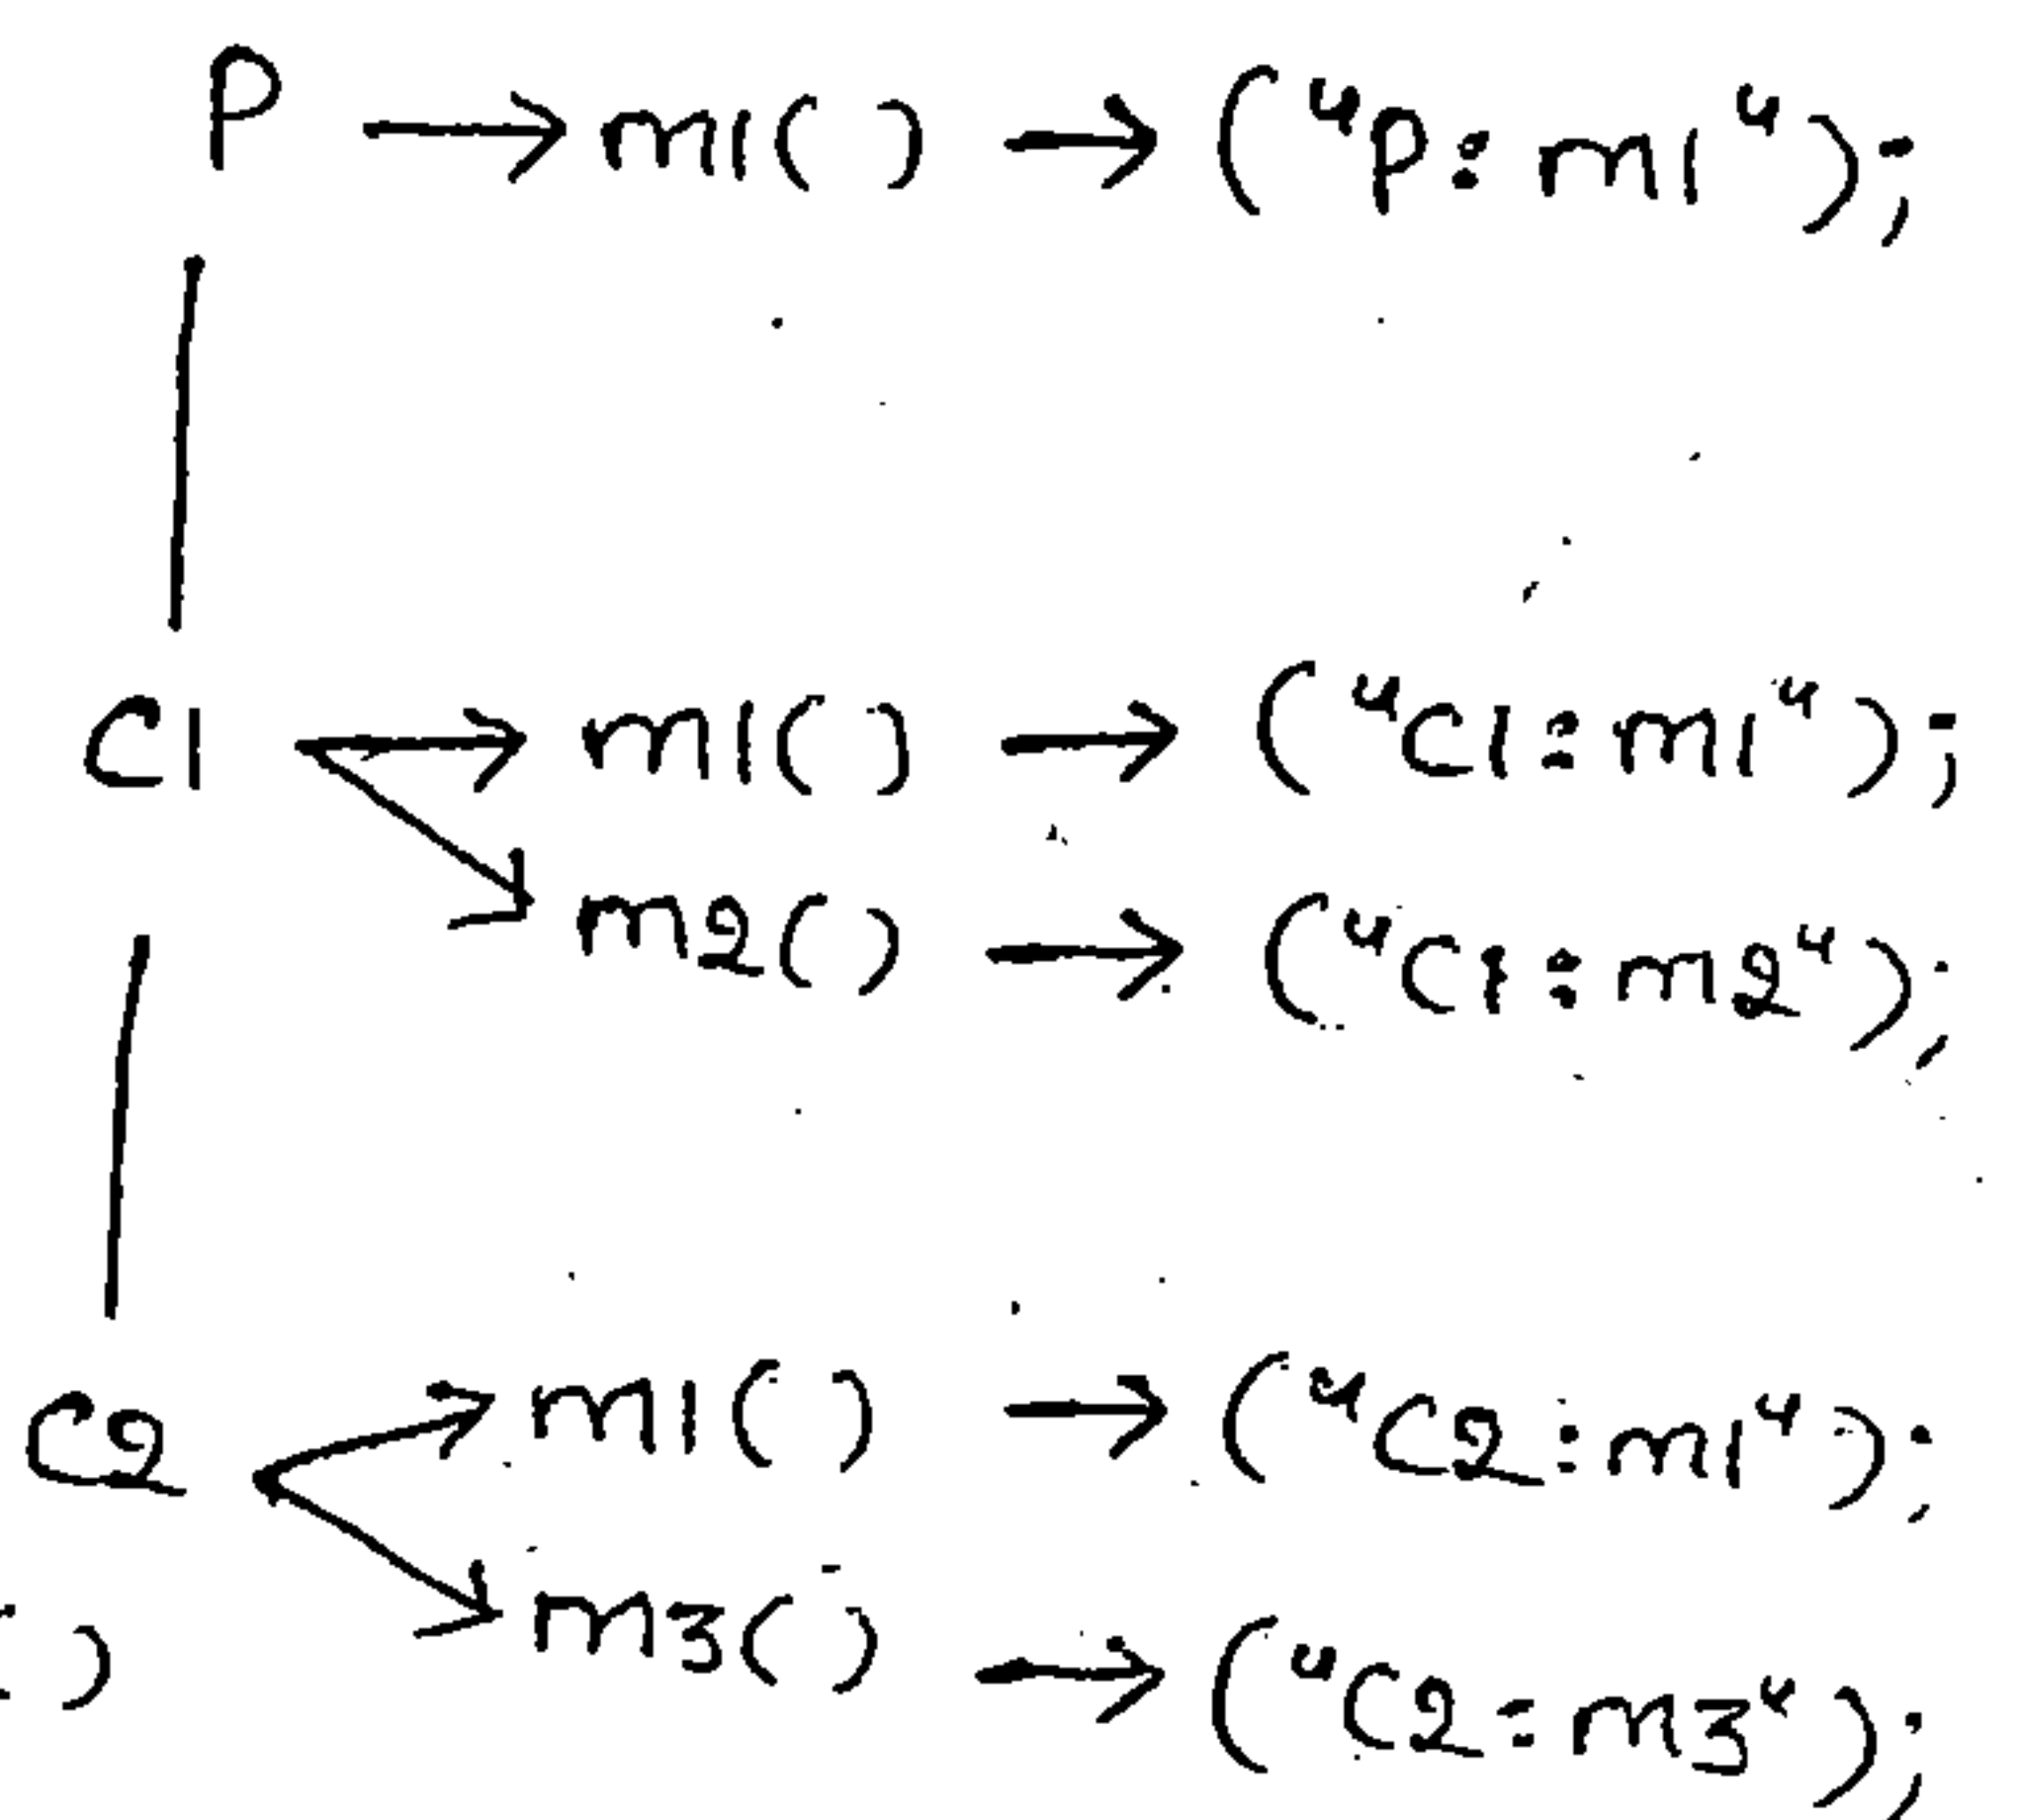 P → m1( ) → ("P: m1");
C1 → m1( ) → ("C1: m1");
m2( ) → ("C1: m2");
C2 → m1( ) → ("C2: m1");
m3( ) → ("C2: m3");
)